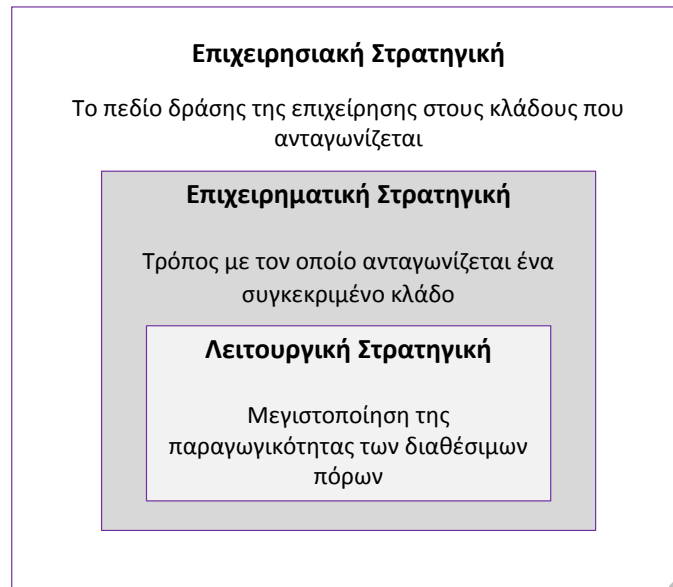 Επιχειρησιακή Στρατηγική
Το πεδίο δράσης της επιχείρησης στους κλάδους που
ανταγωνίζεται
Επιχειρηματική Στρατηγική
Τρόπος με τον οποίο ανταγωνίζεται ένα
συγκεκριμένο κλάδο
Λειτουργική Στρατηγική
Μεγιστοποίηση της
παραγωγικότητας των διαθέσιμων
πόρων